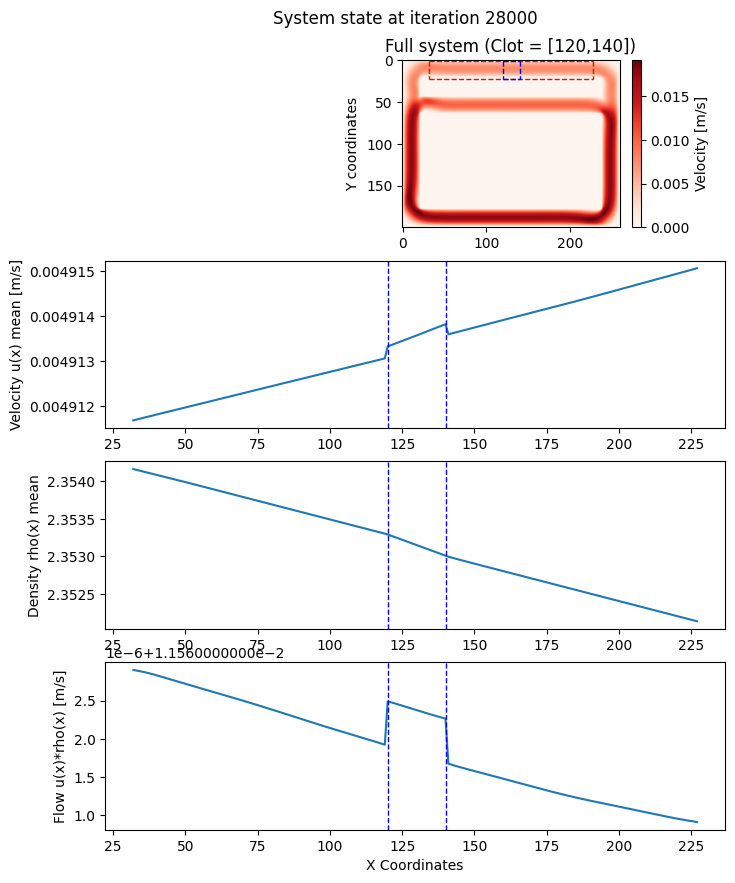 System state at iteration 28000
Full system (Clot = [120,140])
0
50
100
150
Y coordinates
0 100 200
0.015
0.010
0.005
0.000
Velocity [m/s]
0.004915
0.004914
0.004913
0.004912
Velocity u(x) mean [m/s]
25 50 75 100 125 150 175 200 225
2.3540
2.3535
2.3530
2.3525
Density rho(x) mean
25 50 75 100 125 150 175 200 225
1e-6+1.1560000000e-2
2.5
2.0
1.5
1.0
Flow u(x)*rho(x) [m/s]
25 50 75 100 125 150 175 200 225
X Coordinates